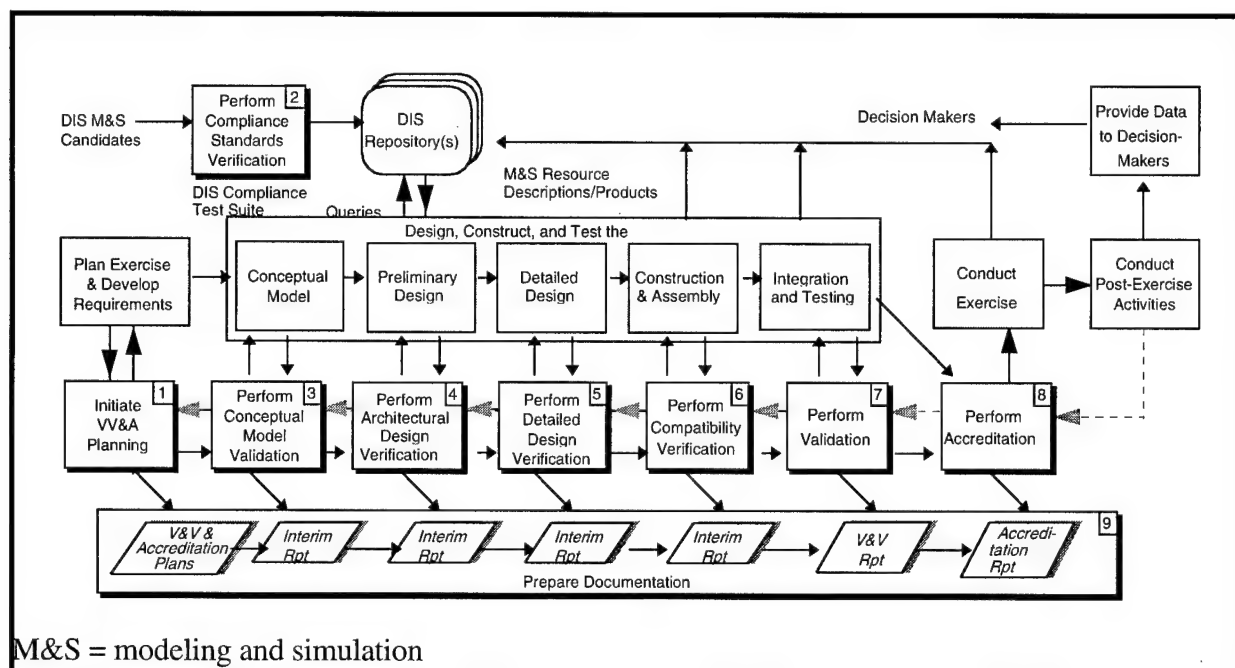 2
Perform
Compliance
Standards
Verification
DIS M&S
Candidates
DIS
Repository(s)
Decision Makers
Provide Data
to Decision-
Makers
M&S Resource
Descriptions/Products
DIS Compliance
Test Suite
Queries
Design, Construct, and Test the
Plan Exercise
& Develop
Requirements
Conceptual
Model
Preliminary
Design
Detailed
Design
Construction
& Assembly
Integration
and Testing
Conduct
Exercise
Conduct
Post-Exercise
Activities
1
Initiate
VV&A
Planning
3
Perform
Conceptual
Model
Validation
4
Perform
Architectural
Design
Verification
5
Perform
Detailed
Design
Verification
6
Perform
Compatibility
Verification
7
Perform
Validation
8
Perform
Accreditation
9
V&V &
Accreditation
Plans
Interim
Rpt
Interim
Rpt
Interim
Rpt
Interim
Rpt
V&V
Rpt
Accredi-
tation
Rpt
Prepare Documentation
M&S = modeling and simulation